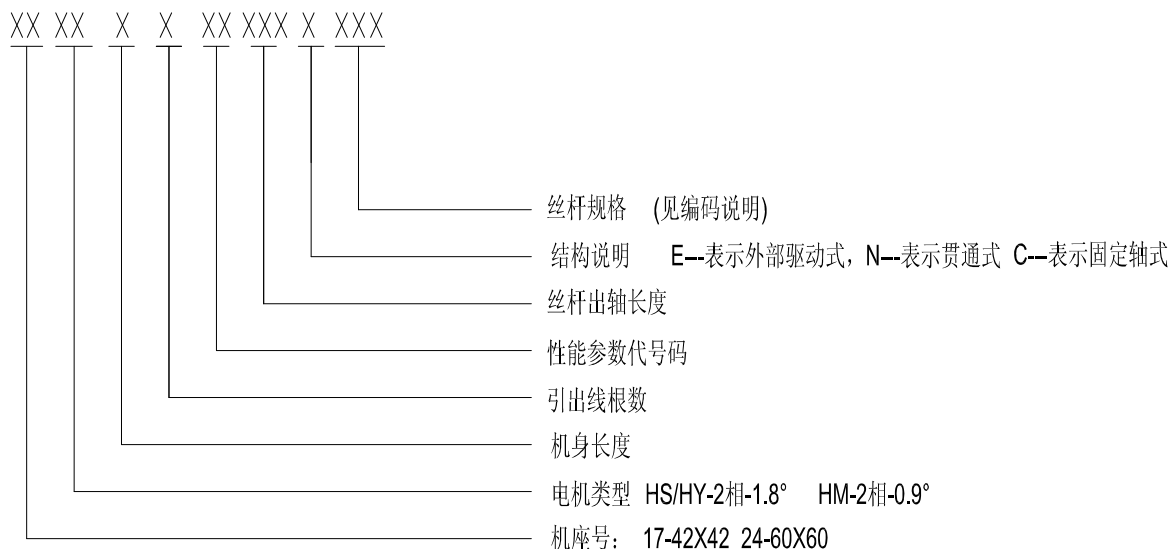 XX XX X X XX XXX X XXX
丝杆规格 (见编码说明)
结构说明 E---表示外部驱动式, N---表示贯通式 C---表示固定轴式
丝杆出轴长度
性能参数代号码
引出线根数
机身长度
电机类型 HS/HY-2相-1.8° HM-2相-0.9°
机座号: 17-42X42 24-60X60